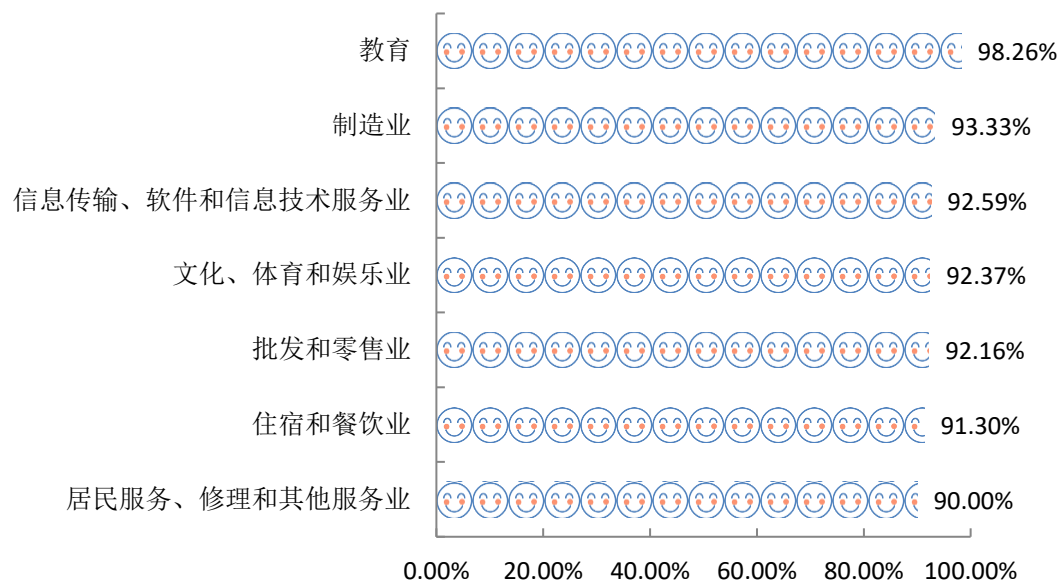 教育 98.26%
制造业 93.33%
信息传输、软件和信息技术服务业 92.59%
文化、体育和娱乐业 92.37%
批发和零售业 92.16%
住宿和餐饮业 91.30%
居民服务、修理和其他服务业 90.00%
0.00% 20.00% 40.00% 60.00% 80.00% 100.00%